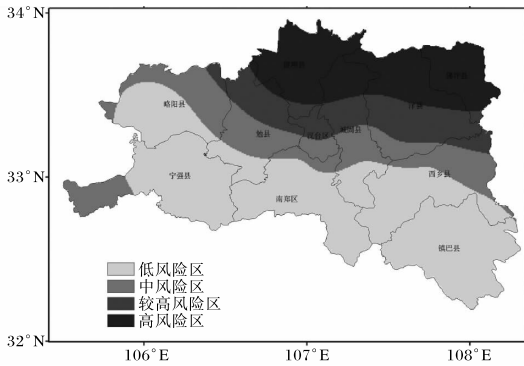 34°N
略阳县
勉县
洋县
33°N
宁强县
西乡县
南郑区
镇巴县
低风险区
中风险区
较高风险区
高风险区
32°N
106°E
107°E
108°E